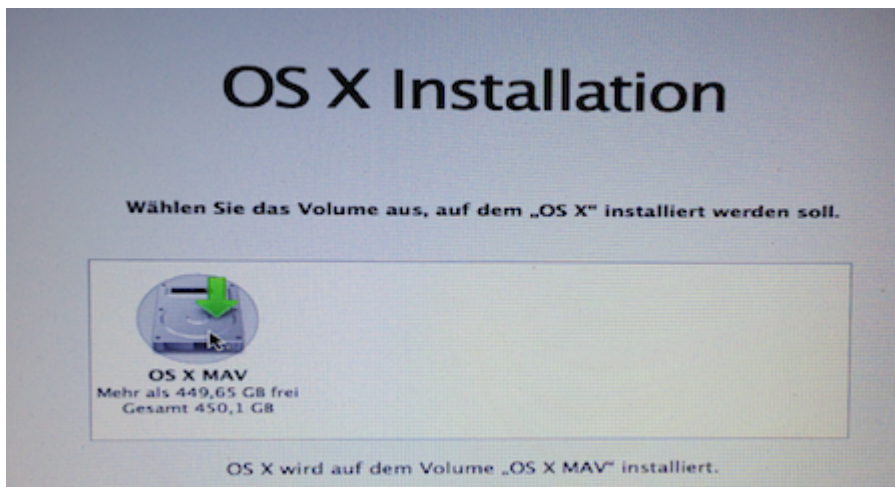 OS X Installation
Wählen Sie das Volume aus, auf dem „OS X“ installiert werden soll.
OS X MAV
Mehr als 449,65 GB frei
Gesamt 450,1 GB
OS X wird auf dem Volume „OS X MAV“ installiert.